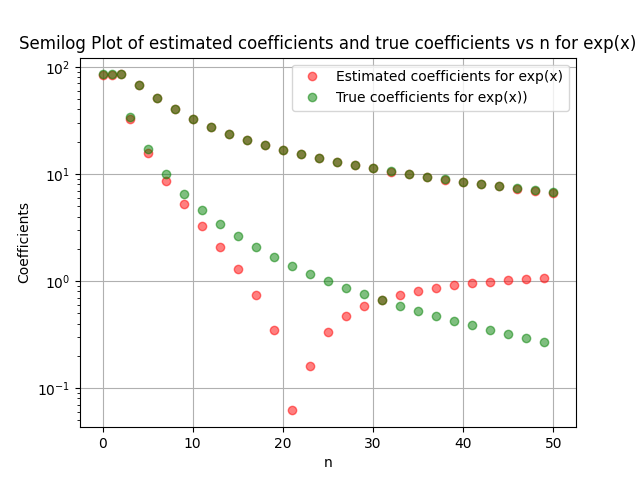 Semilog Plot of estimated coefficients and true coefficients vs n for exp(x)
Estimated coefficients for exp(x)
True coefficients for exp(x))
10²
10¹
10⁰
10⁻¹
Coefficients
0 10 20 30 40 50
n